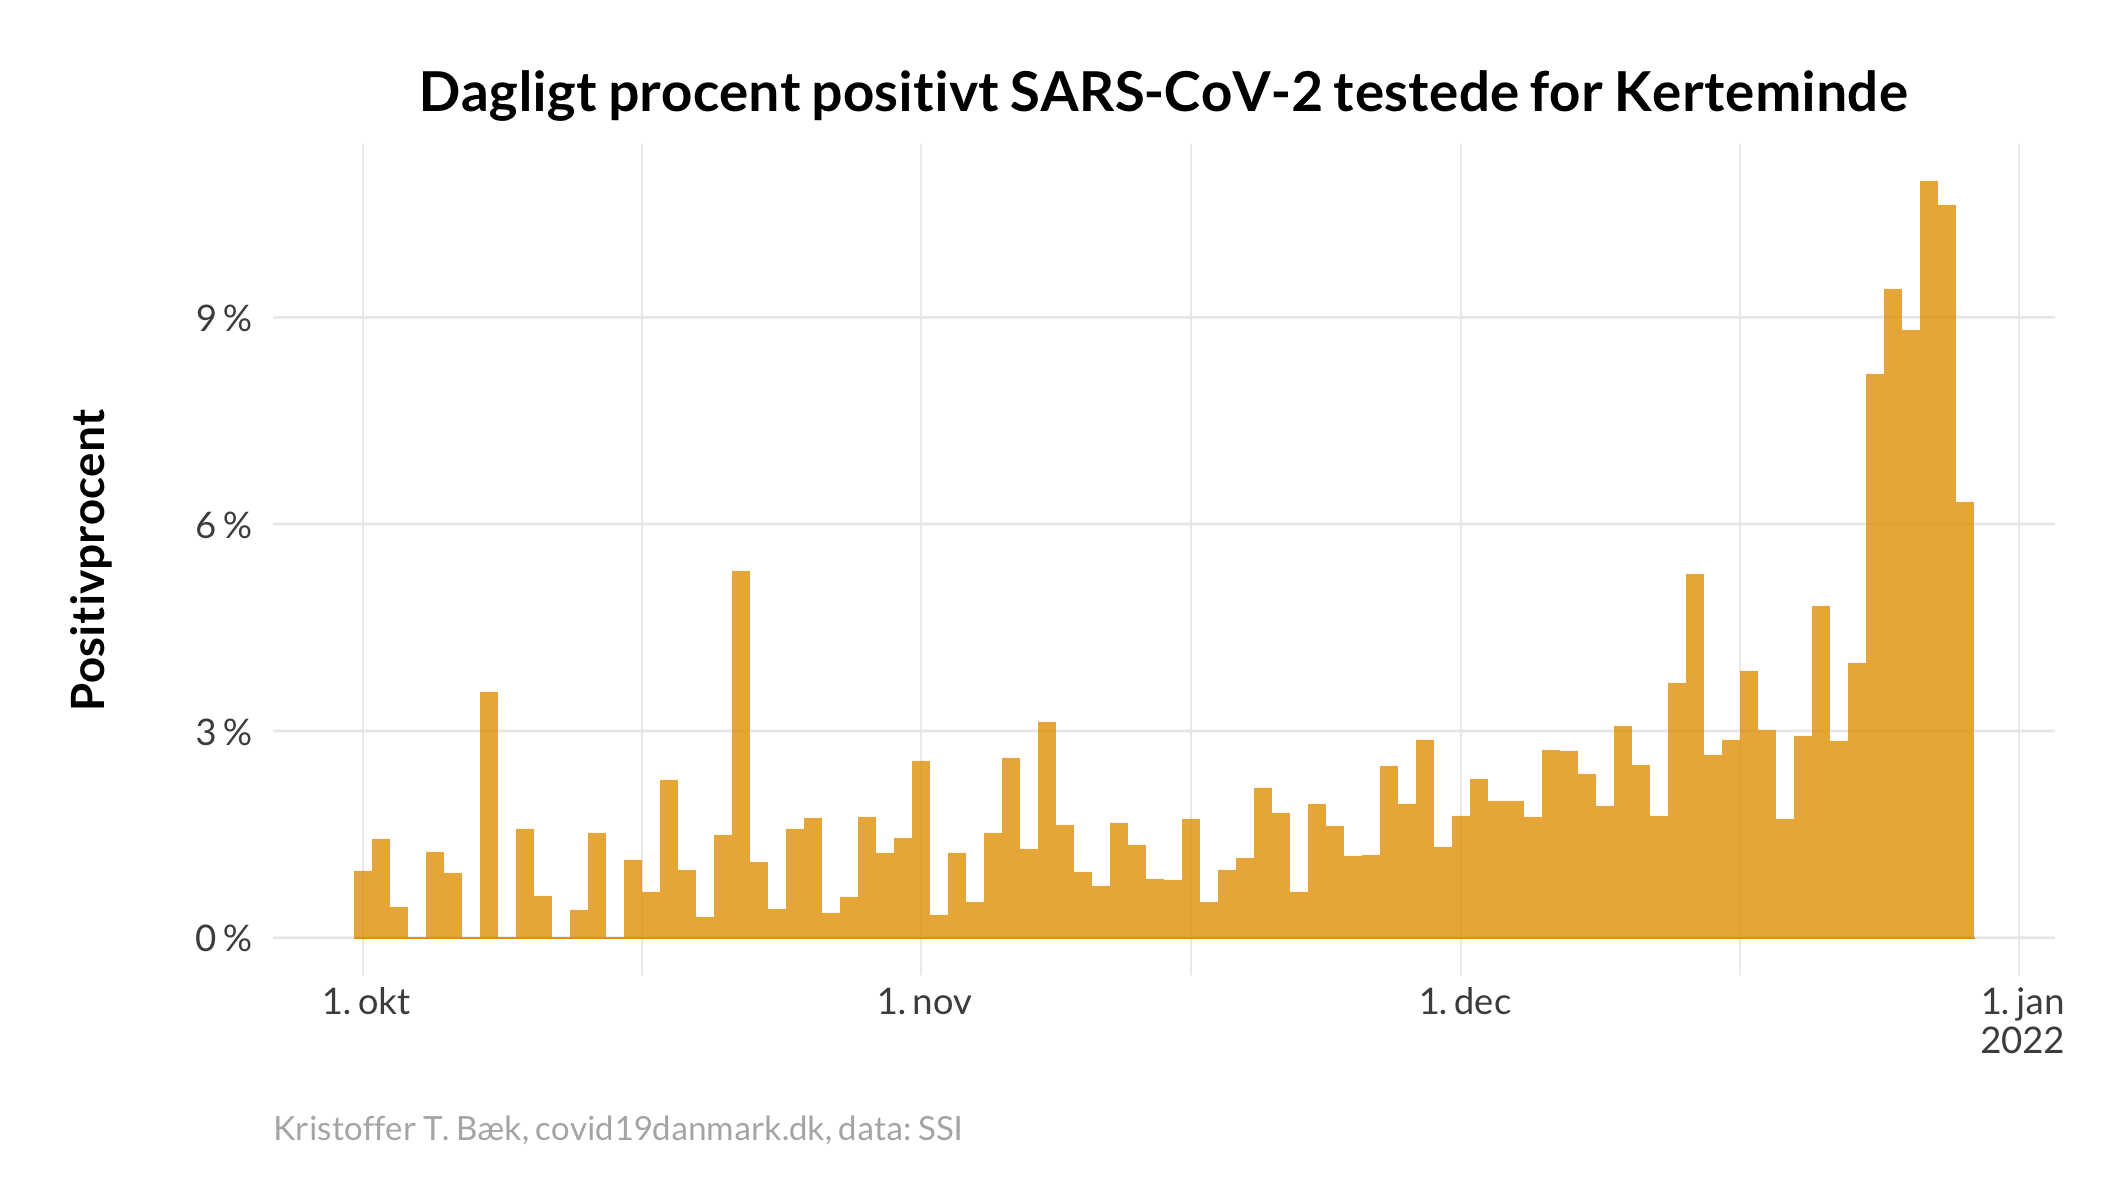 Dagligt procent positivt SARS-CoV-2 testede for Kerteminde
Positivprocent
9 %
6 %
3 %
0 %
1. okt
1. nov
1. dec
1. jan
2022
Kristoffer T. Bæk, covid19danmark.dk, data: SSI